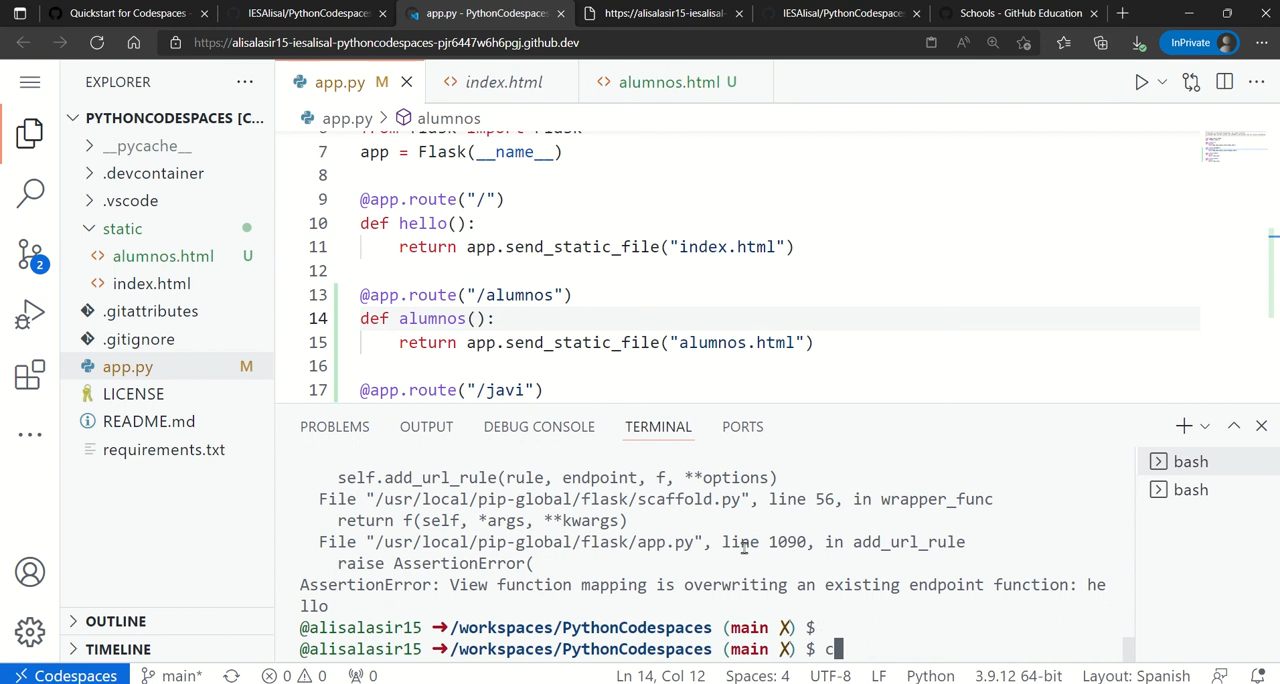 Quickstart for Codespaces -
IESAlisal/PythonCodespaces
app.py - PythonCodespaces
https://alisalasir15-iesalisal-
IESAlisal/PythonCodespaces
Schools - GitHub Education
https://alisalasir15-iesalisal-pythoncodespaces-pjr6447w6h6pgj.github.dev
InPrivate
EXPLORER
app.py M
index.html
alumnos.html U
PYTHONCODESPACES [C...
app.py > alumnos
__pycache__
.devcontainer
.vscode
static
alumnos.html U
index.html
.gitattributes
.gitignore
app.py M
LICENSE
README.md
requirements.txt
OUTLINE
TIMELINE
2
6 from flask import Flask
7 app = Flask(__name__)
8
9 @app.route("/")
10 def hello():
11 return app.send_static_file("index.html")
12
13 @app.route("/alumnos")
14 def alumnos():
15 return app.send_static_file("alumnos.html")
16
17 @app.route("/javi")
PROBLEMS OUTPUT DEBUG CONSOLE TERMINAL PORTS
self.add_url_rule(rule, endpoint, f, **options)
File "/usr/local/pip-global/flask/scaffold.py", line 56, in wrapper_func
return f(self, *args, **kwargs)
File "/usr/local/pip-global/flask/app.py", line 1090, in add_url_rule
raise AssertionError(
AssertionError: View function mapping is overwriting an existing endpoint function: he
llo
@alisalasir15 ➜/workspaces/PythonCodespaces (main ✗) $
@alisalasir15 ➜/workspaces/PythonCodespaces (main ✗) $ c
bash
bash
Codespaces main* 0 0 0 Ln 14, Col 12 Spaces: 4 UTF-8 LF Python 3.9.12 64-bit Layout: Spanish